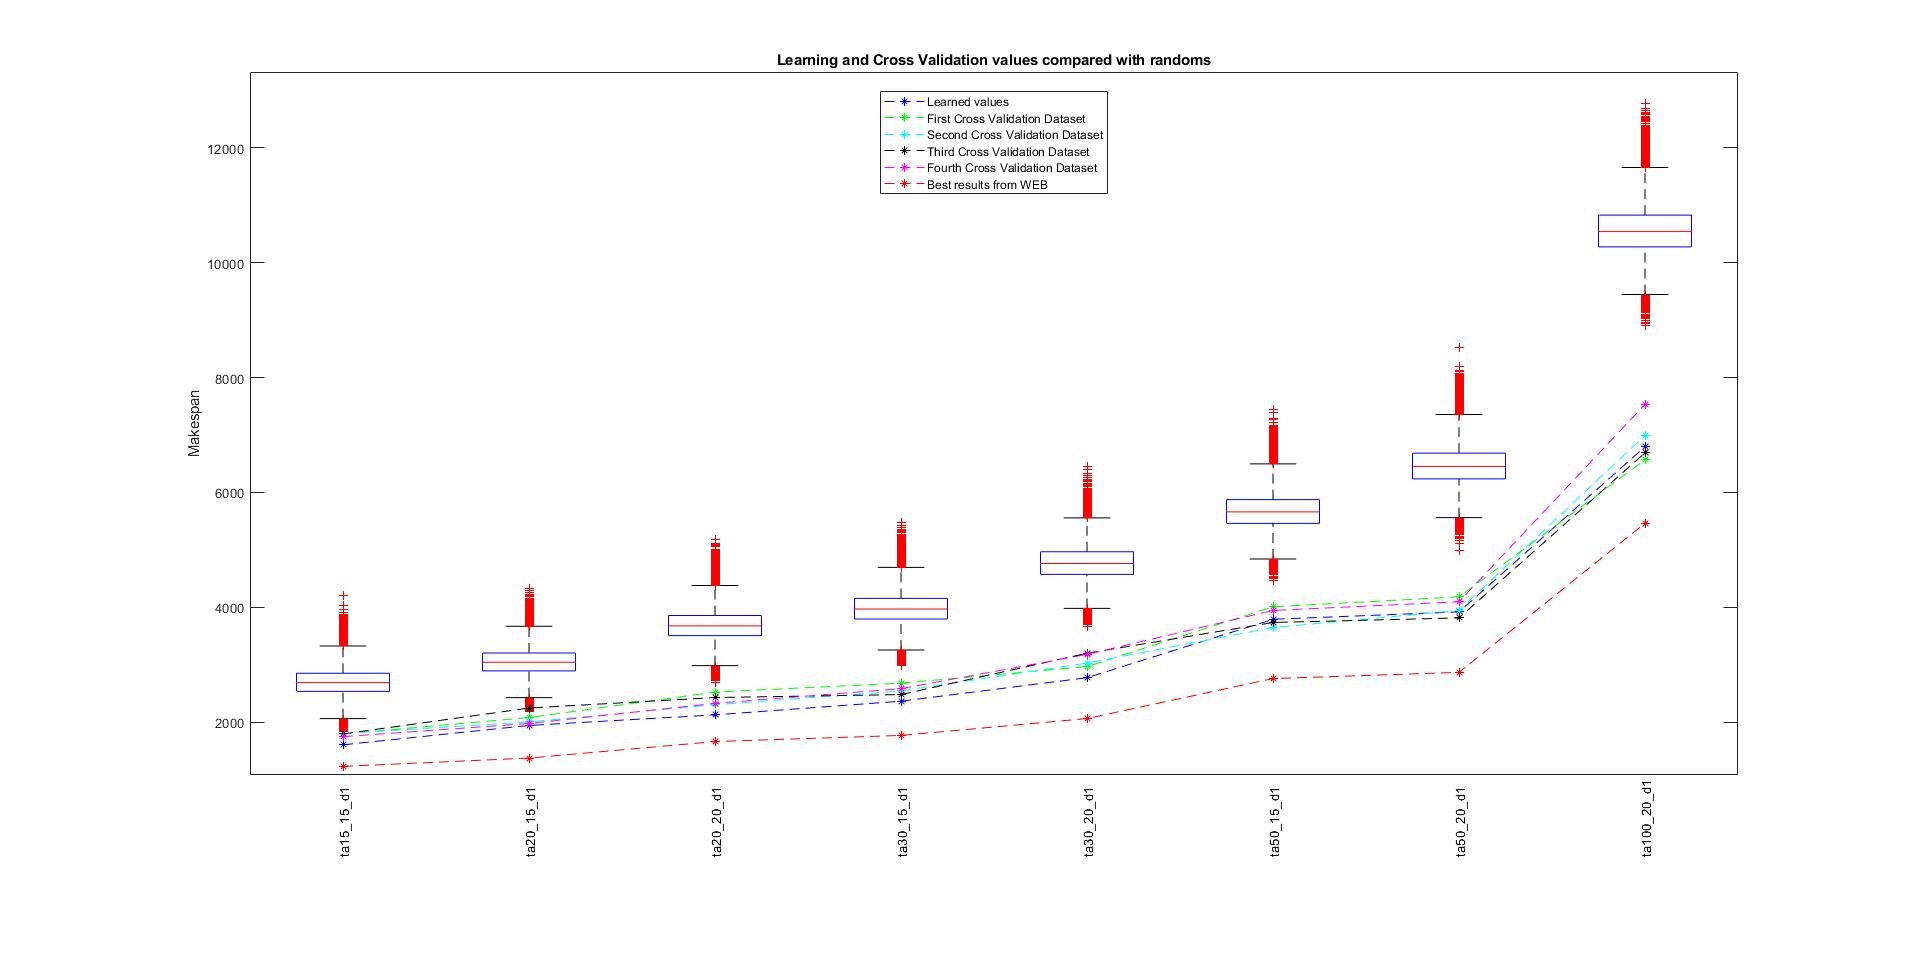 Learning and Cross Validation values compared with randoms
Learned values
First Cross Validation Dataset
Second Cross Validation Dataset
Third Cross Validation Dataset
Fourth Cross Validation Dataset
Best results from WEB
Makespan
12000
10000
8000
6000
4000
2000
ta15_15_d1
ta20_15_d1
ta20_20_d1
ta30_15_d1
ta30_20_d1
ta50_15_d1
ta50_20_d1
ta100_20_d1